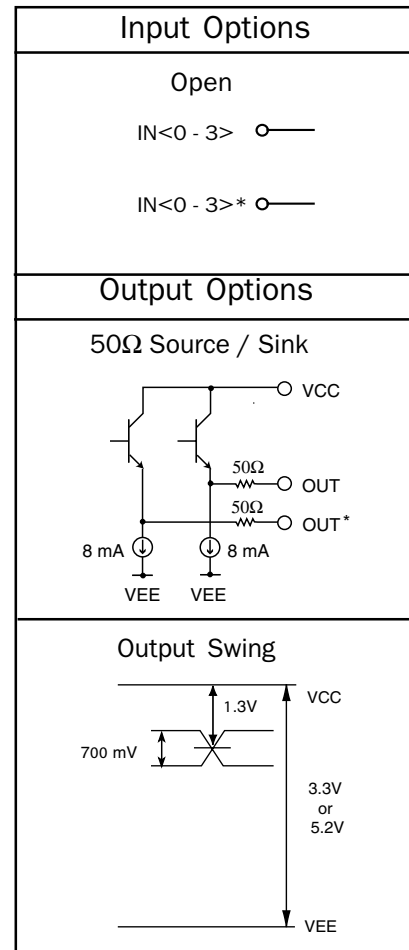 Input Options
Open
IN<0 - 3>
IN<0 - 3>*
Output Options
50Ω Source / Sink
VCC
50Ω
OUT
50Ω
OUT*
8 mA
8 mA
VEE
VEE
Output Swing
VCC
1.3V
700 mV
3.3V
or
5.2V
VEE